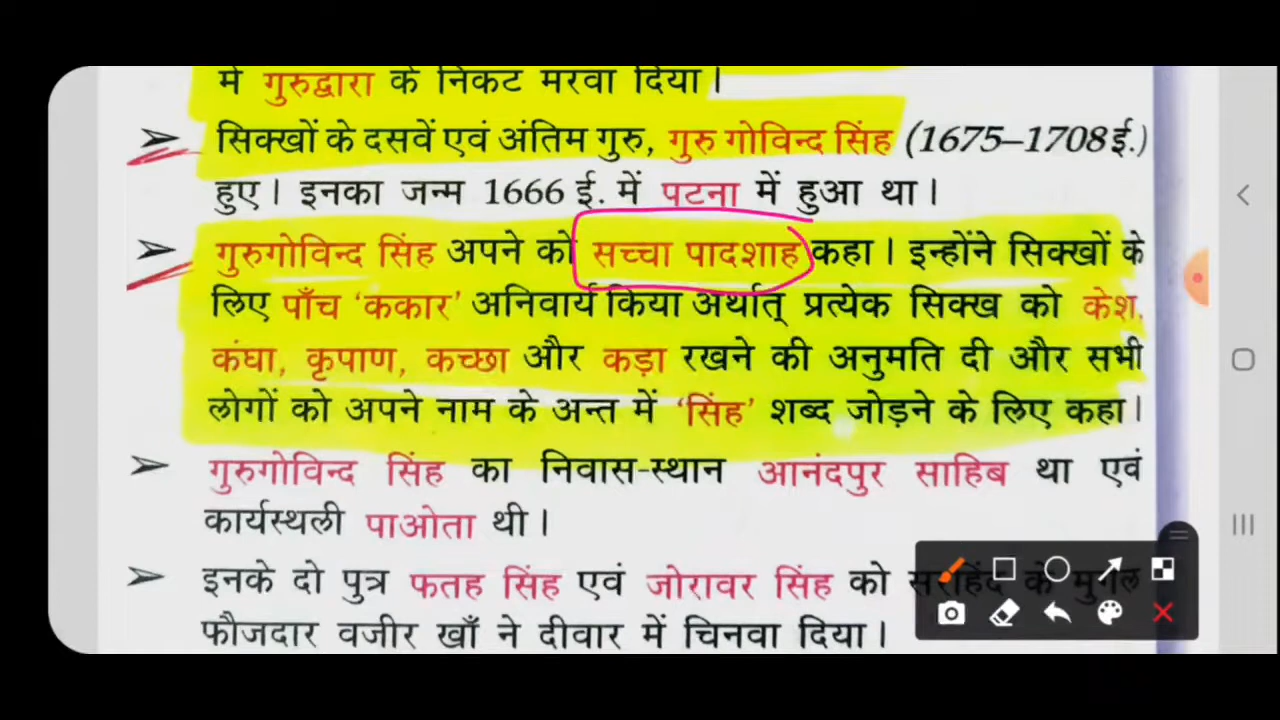 में गुरुद्वारा के निकट मरवा दिया।
➢ सिक्खों के दसवें एवं अंतिम गुरु, गुरु गोविन्द सिंह (1675–1708 ई.)
हुए। इनका जन्म 1666 ई. में पटना में हुआ था।
➢ गुरुगोविन्द सिंह अपने को सच्चा पादशाह कहा। इन्होंने सिक्खों के
लिए पाँच ‘ककार’ अनिवार्य किया अर्थात् प्रत्येक सिक्ख को केश,
कंघा, कृपाण, कच्छा और कड़ा रखने की अनुमति दी और सभी
लोगों को अपने नाम के अन्त में ‘सिंह’ शब्द जोड़ने के लिए कहा।
➢ गुरुगोविन्द सिंह का निवास-स्थान आनंदपुर साहिब था एवं
कार्यस्थली पाओता थी।
➢ इनके दो पुत्र फतह सिंह एवं जोरावर सिंह को सरहिंद के मुगल
फौजदार वजीर खाँ ने दीवार में चिनवा दिया।